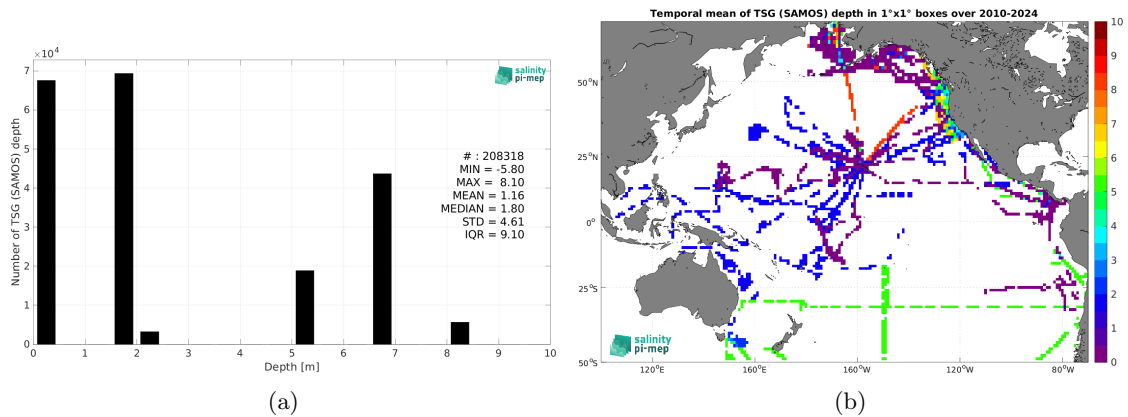 ×10⁴
7
6
5
4
3
2
1
0
Number of TSG (SAMOS) depth
0 1 2 3 4 5 6 7 8 9 10
Depth [m]
salinity
pi-mep
# : 208318
MIN = -5.80
MAX = 8.10
MEAN = 1.16
MEDIAN = 1.80
STD = 4.61
IQR = 9.10
(a)
Temporal mean of TSG (SAMOS) depth in 1°x1° boxes over 2010-2024
50°N
25°N
0°
25°S
50°S
120°E
160°E
160°W
120°W
80°W
salinity
pi-mep
10
9
8
7
6
5
4
3
2
1
0
(b)